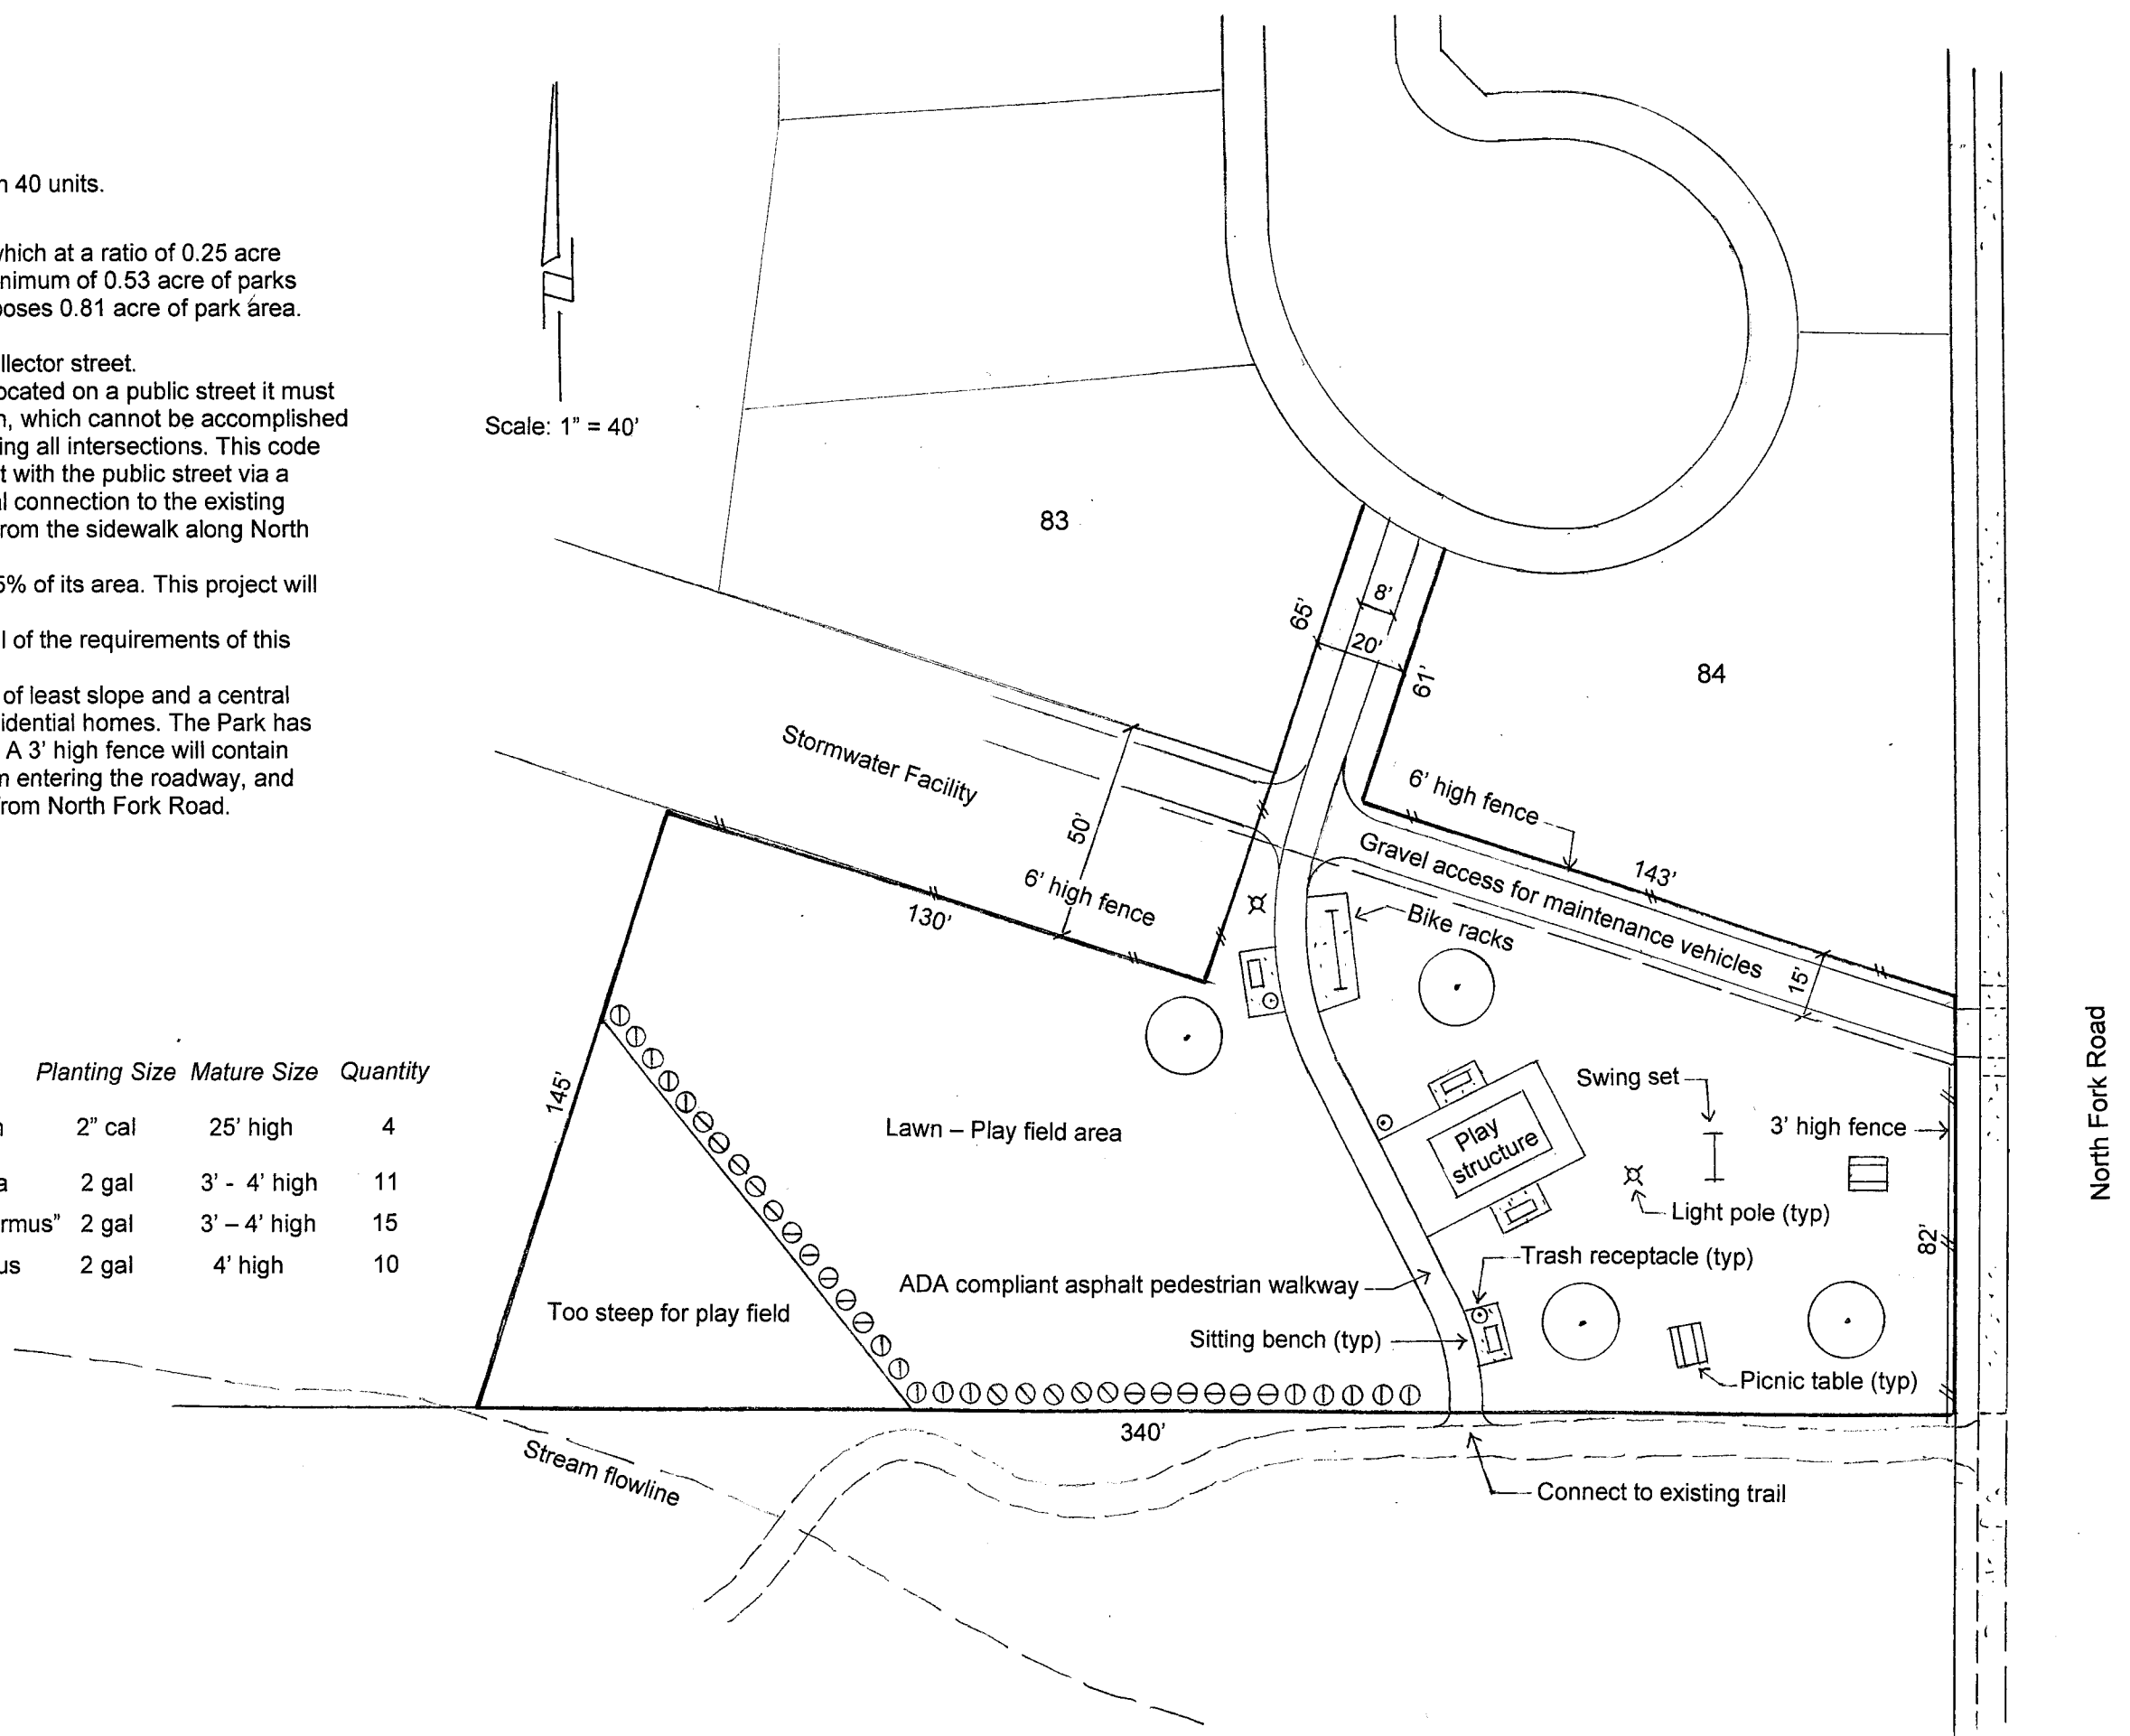 n 40 units.
which at a ratio of 0.25 acre
nimum of 0.53 acre of parks
poses 0.81 acre of park area.
llector street.
ocated on a public street it must
n, which cannot be accomplished
ing all intersections. This code
t with the public street via a
al connection to the existing
from the sidewalk along North
5% of its area. This project will
l of the requirements of this
of least slope and a central
idential homes. The Park has
A 3' high fence will contain
m entering the roadway, and
from North Fork Road.
Planting Size Mature Size Quantity
n 2" cal 25' high 4
a 2 gal 3' - 4' high 11
rmus" 2 gal 3' – 4' high 15
us 2 gal 4' high 10
Scale: 1" = 40'
83
84
65'
8'
20'
61'
Stormwater Facility
50'
6' high fence
130'
6' high fence
143'
Gravel access for maintenance vehicles
15'
Bike racks
145'
Lawn – Play field area
Swing set
3' high fence
Play
structure
Light pole (typ)
82'
Trash receptacle (typ)
ADA compliant asphalt pedestrian walkway
Too steep for play field
Sitting bench (typ)
Picnic table (typ)
340'
Stream flowline
Connect to existing trail
North Fork Road